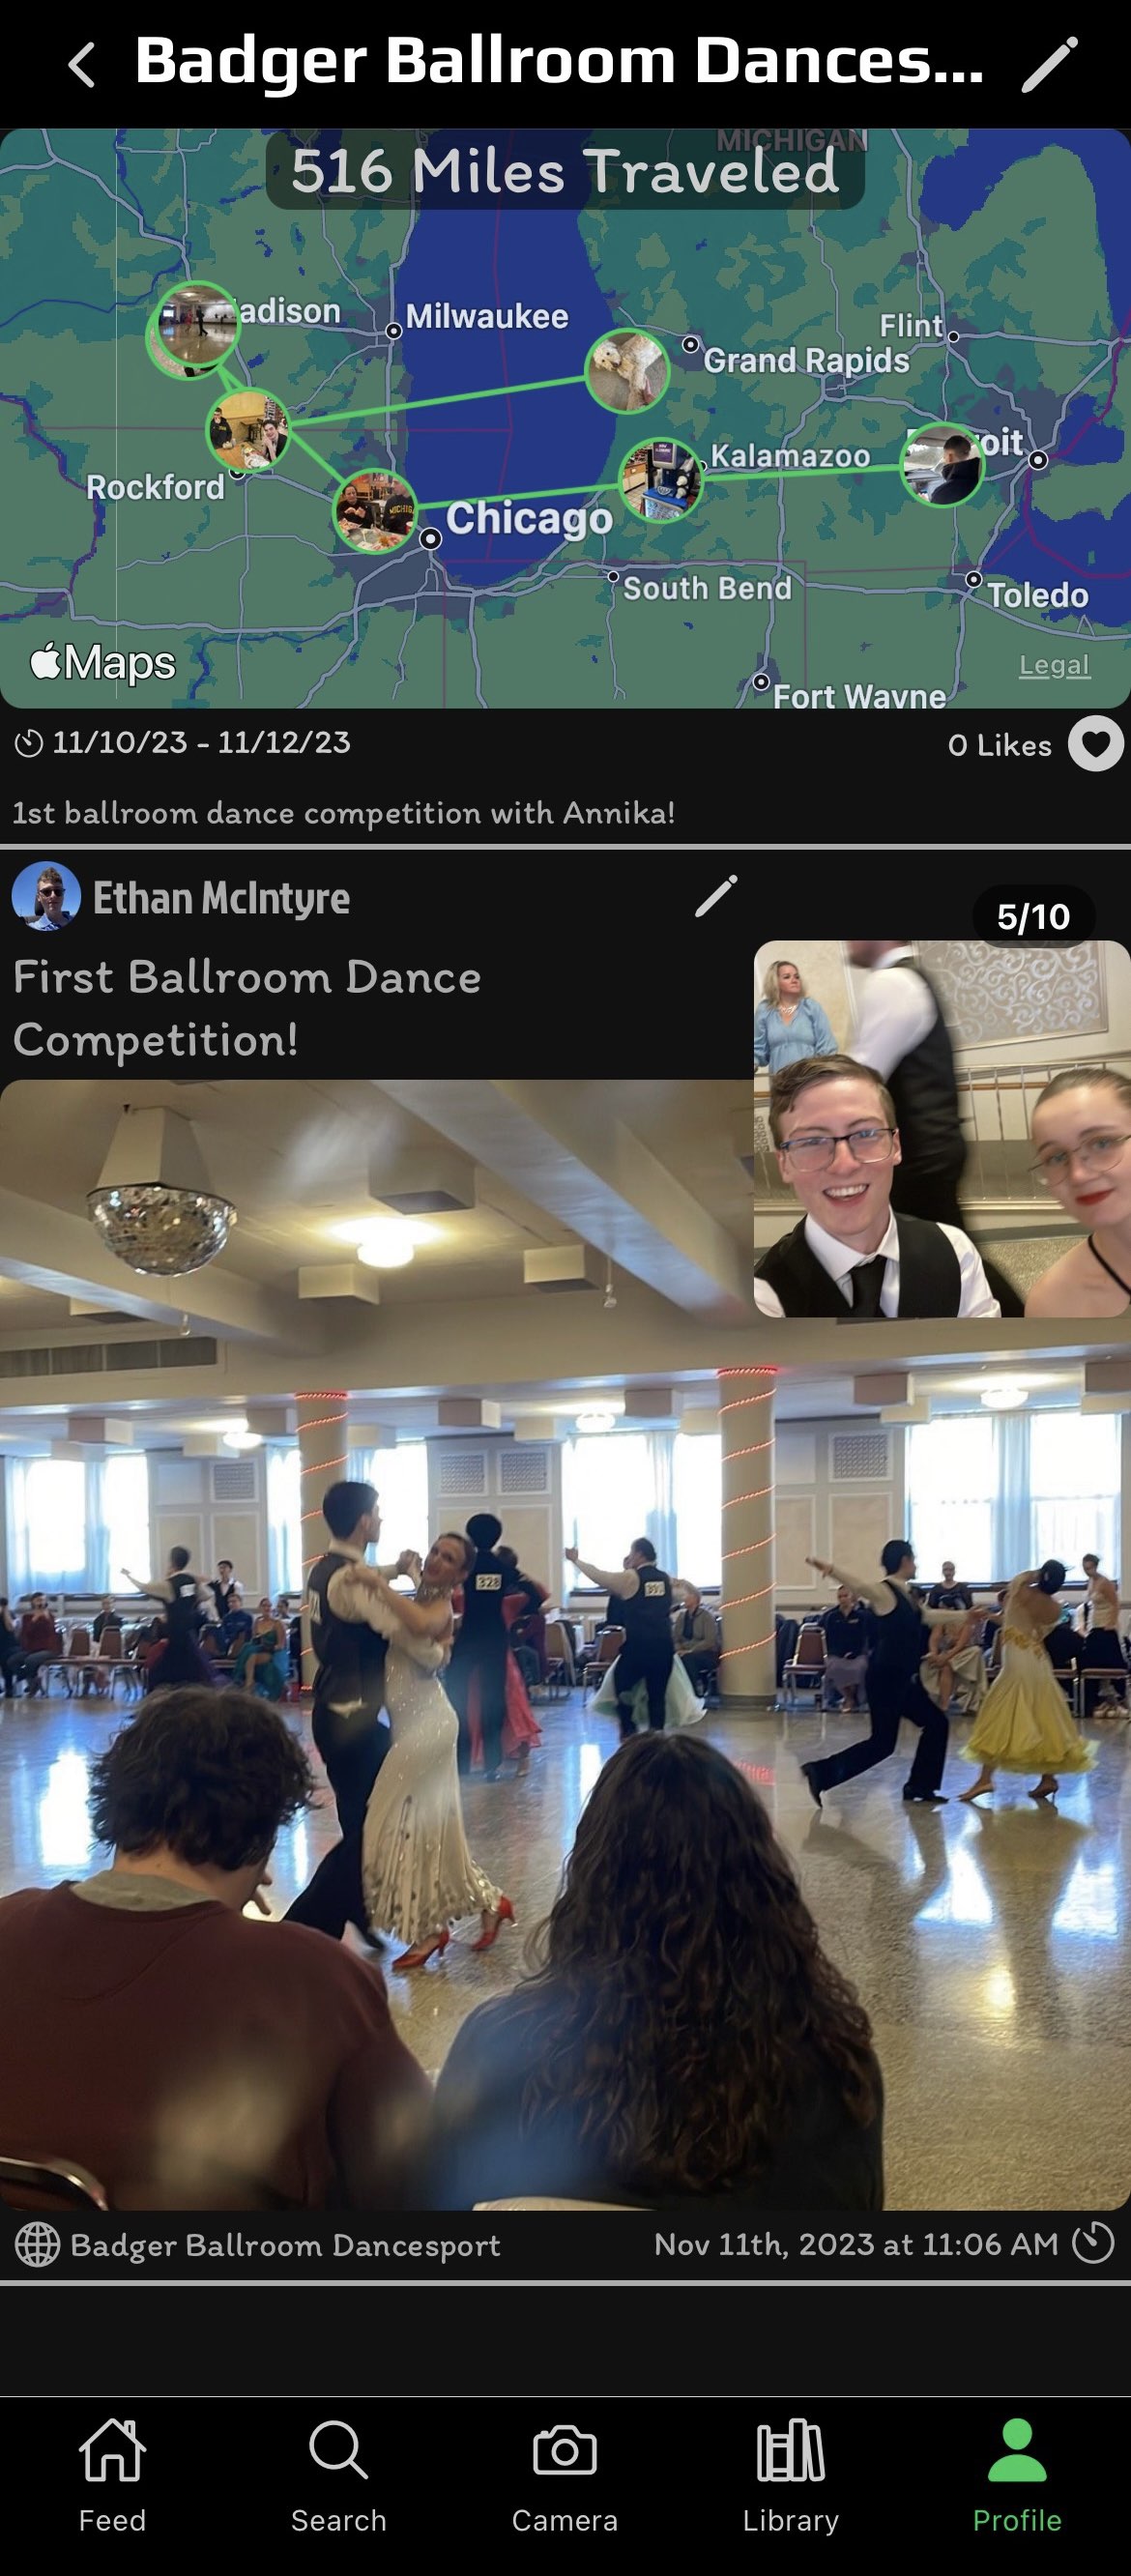 Badger Ballroom Dances...
MICHIGAN
516 Miles Traveled
adison
Milwaukee
Flint
Grand Rapids
oit
Kalamazoo
Rockford
Chicago
MICHIG
South Bend
Toledo
Maps
Legal
Fort Wayne
11/10/23 - 11/12/23
0 Likes
1st ballroom dance competition with Annika!
Ethan McIntyre
5/10
First Ballroom Dance
Competition!
328
Badger Ballroom Dancesport
Nov 11th, 2023 at 11:06 AM
Feed
Search
Camera
Library
Profile